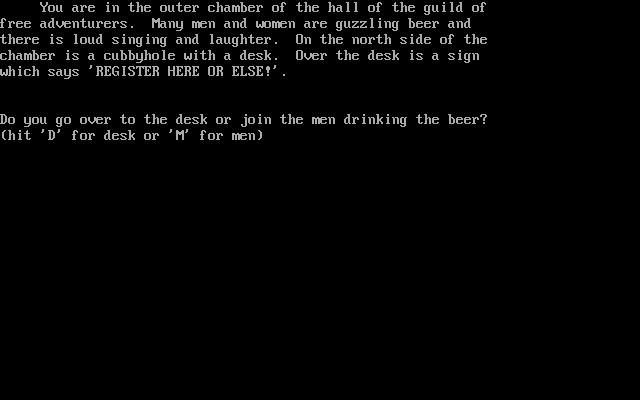 You are in the outer chamber of the hall of the guild of
free adventurers.  Many men and women are guzzling beer and
there is loud singing and laughter.  On the north side of the
chamber is a cubbyhole with a desk.  Over the desk is a sign
which says 'REGISTER HERE OR ELSE!'.
Do you go over to the desk or join the men drinking the beer?
(hit 'D' for desk or 'M' for men)